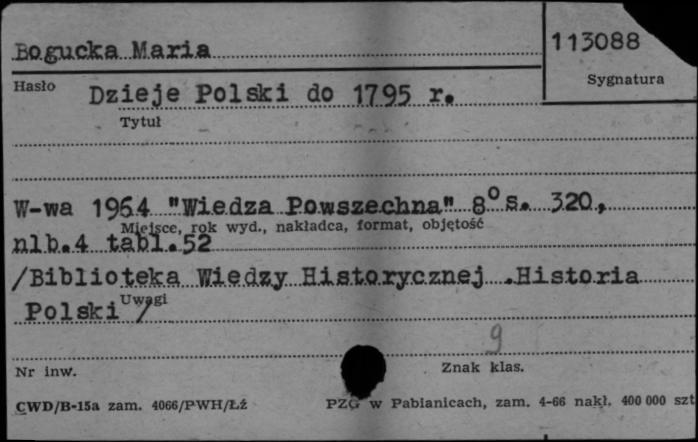 Bogucka Maria
113088
Hasło
Sygnatura
Dzieje Polski do 1795 r.
Tytuł
W-wa 1964 "Wiedza Powszechna" 8° s. 320,
Miejsce, rok wyd., nakładca, format, objętość
nlb.4 tabl.52
/Biblioteka Wiedzy Historycznej .Historia
Polski /
Uwagi
9
Nr inw.
Znak klas.
CWD/B-15a zam. 4066/PWH/Łź
PZG w Pabianicach, zam. 4-66 nakł. 400 000 szt